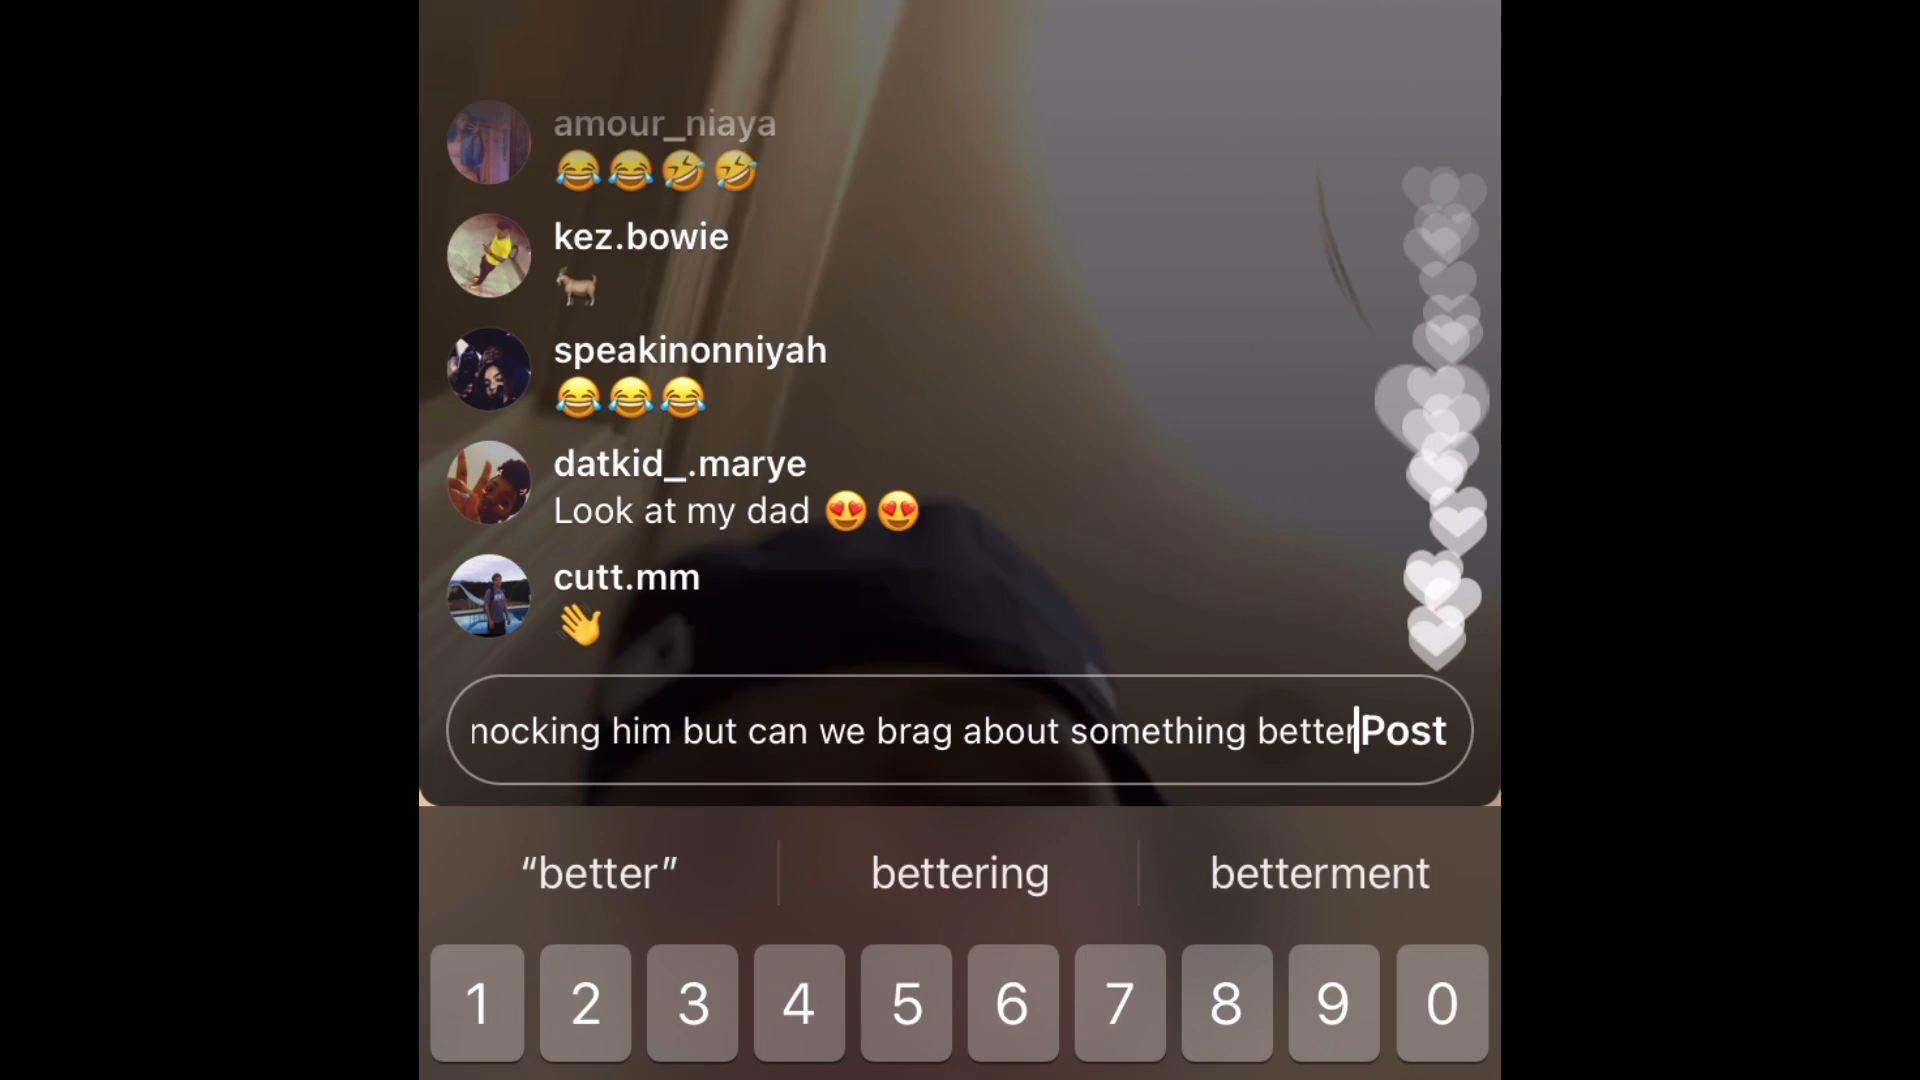 amour_niaya
😂😂🤣🤣
kez.bowie
🐐
speakinonniyah
😂😂😂
datkid_.marye
Look at my dad 😍😍
cutt.mm
👋
nocking him but can we brag about something better Post
“better” bettering betterment
1 2 3 4 5 6 7 8 9 0